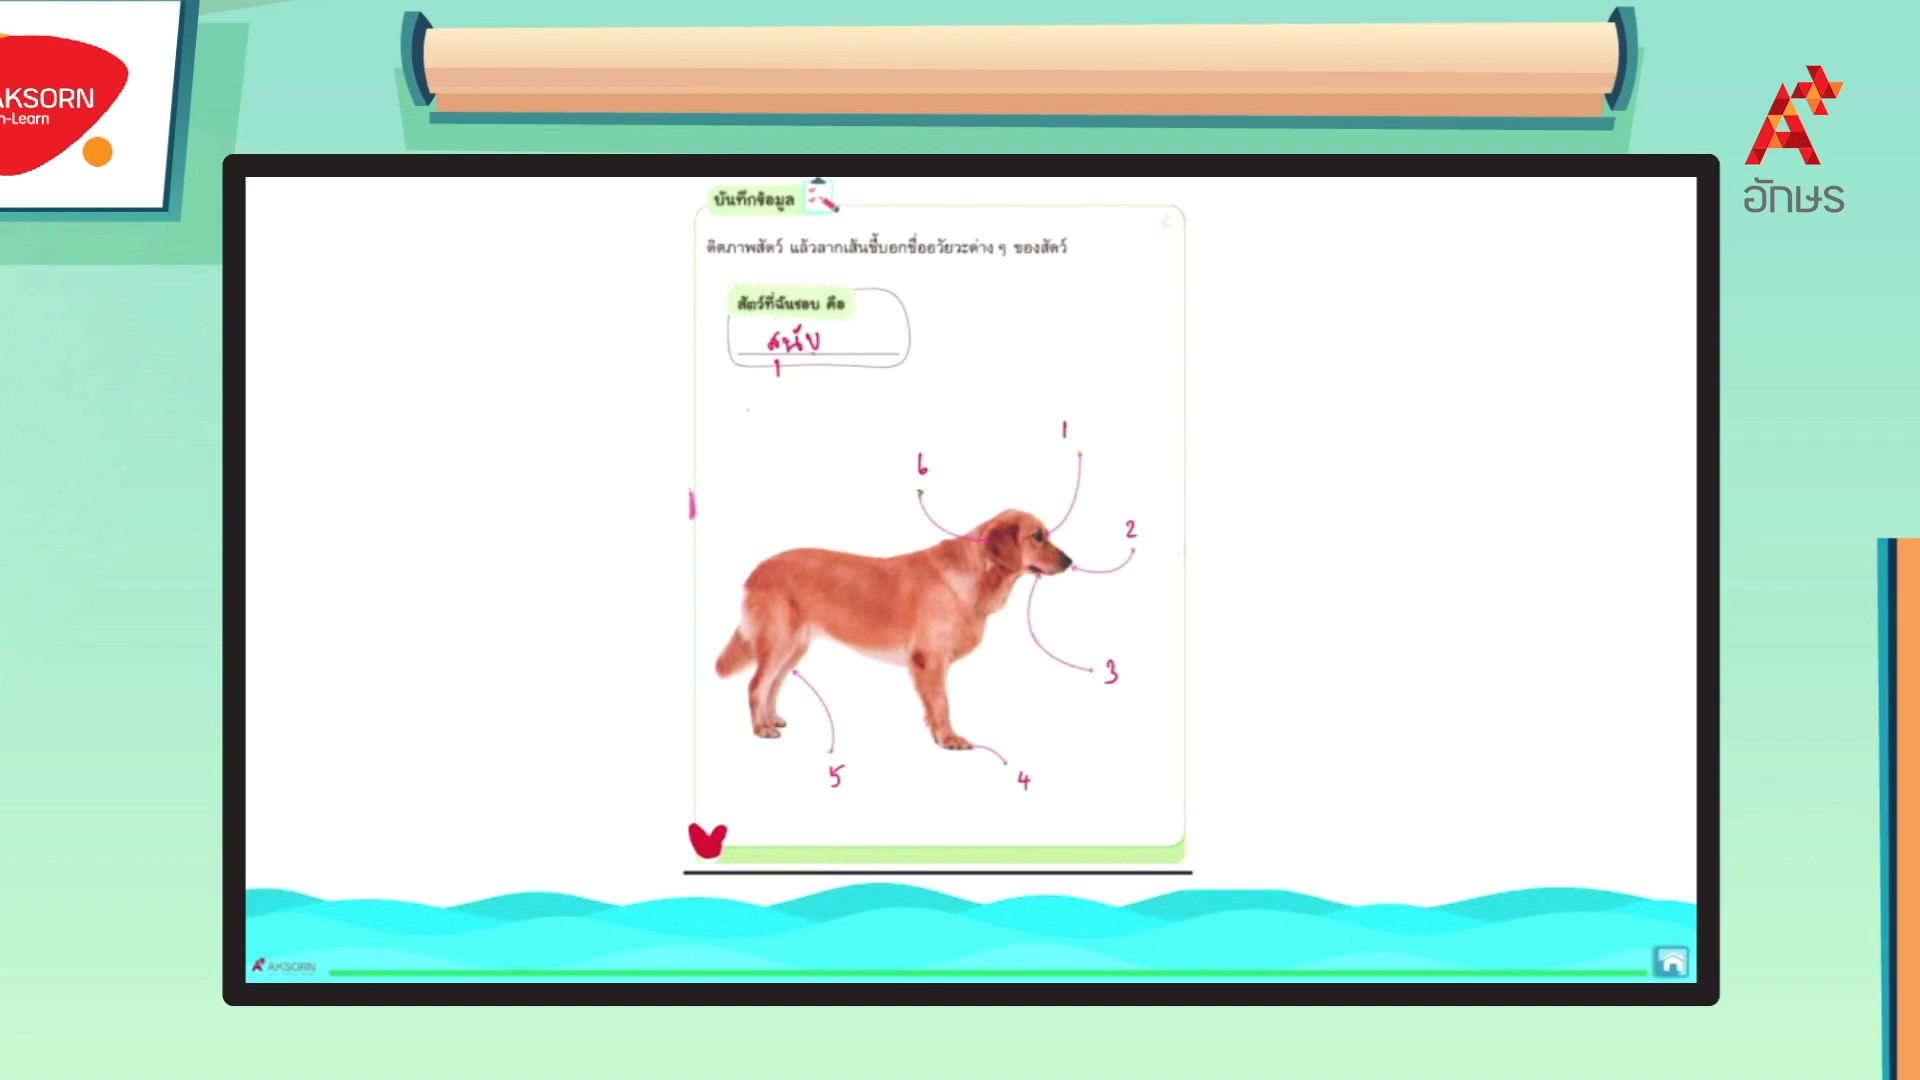 AKSORN
n-Learn
อักษร
บันทึกข้อมูล
ติดภาพสัตว์ แล้วลากเส้นชี้บอกชื่ออวัยวะต่าง ๆ ของสัตว์
สัตว์ที่ฉันชอบ คือ
สุนัข
1
6
2
3
5
4
AKSORN